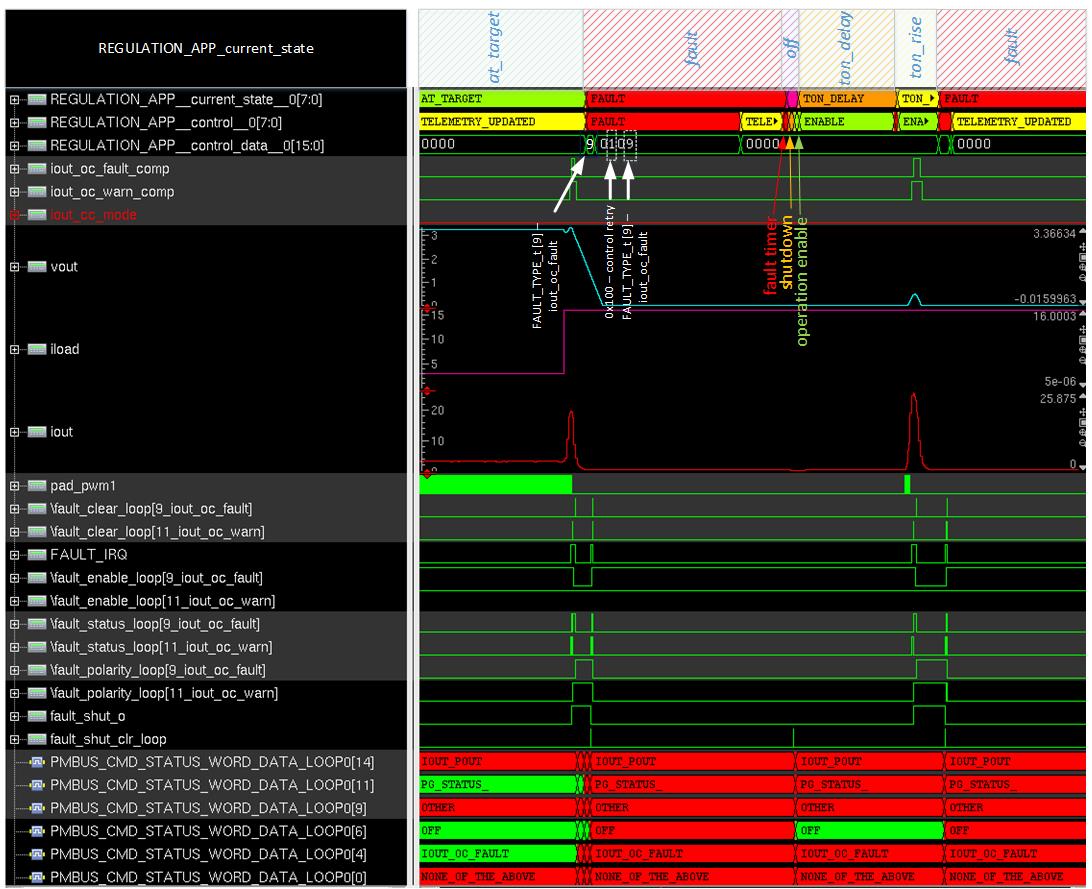 REGULATION_APP_current_state
at_target
fault
off
ton_delay
ton_rise
fault
REGULATION_APP__current_state__0[7:0]
AT_TARGET
FAULT
TON_DELAY
TON_
FAULT
REGULATION_APP__control__0[7:0]
TELEMETRY_UPDATED
FAULT
TELE
ENABLE
ENA
TELEMETRY_UPDATED
REGULATION_APP__control_data__0[15:0]
0000
9
0109
0000
0000
iout_oc_fault_comp
iout_oc_warn_comp
iout_cc_mode
FAULT_TYPE_t [9] –
iout_oc_fault
0x100 – control retry
FAULT_TYPE_t [9] –
iout_oc_fault
fault timer
shutdown
operation enable
vout
3
2
1
0
3.36634
-0.0159963
iload
15
10
5
16.0003
5e-06
iout
20
10
0
25.875
0
pad_pwm1
\fault_clear_loop[9_iout_oc_fault]
\fault_clear_loop[11_iout_oc_warn]
FAULT_IRQ
\fault_enable_loop[9_iout_oc_fault]
\fault_enable_loop[11_iout_oc_warn]
\fault_status_loop[9_iout_oc_fault]
\fault_status_loop[11_iout_oc_warn]
\fault_polarity_loop[9_iout_oc_fault]
\fault_polarity_loop[11_iout_oc_warn]
fault_shut_o
fault_shut_clr_loop
PMBUS_CMD_STATUS_WORD_DATA_LOOP0[14]
IOUT_POUT
IOUT_POUT
IOUT_POUT
IOUT_POUT
PMBUS_CMD_STATUS_WORD_DATA_LOOP0[11]
PG_STATUS_
PG_STATUS_
PG_STATUS_
PG_STATUS_
PMBUS_CMD_STATUS_WORD_DATA_LOOP0[9]
OTHER
OTHER
OTHER
OTHER
PMBUS_CMD_STATUS_WORD_DATA_LOOP0[6]
OFF
OFF
OFF
OFF
PMBUS_CMD_STATUS_WORD_DATA_LOOP0[4]
IOUT_OC_FAULT
IOUT_OC_FAULT
IOUT_OC_FAULT
IOUT_OC_FAULT
PMBUS_CMD_STATUS_WORD_DATA_LOOP0[0]
NONE_OF_THE_ABOVE
NONE_OF_THE_ABOVE
NONE_OF_THE_ABOVE
NONE_OF_THE_ABOVE